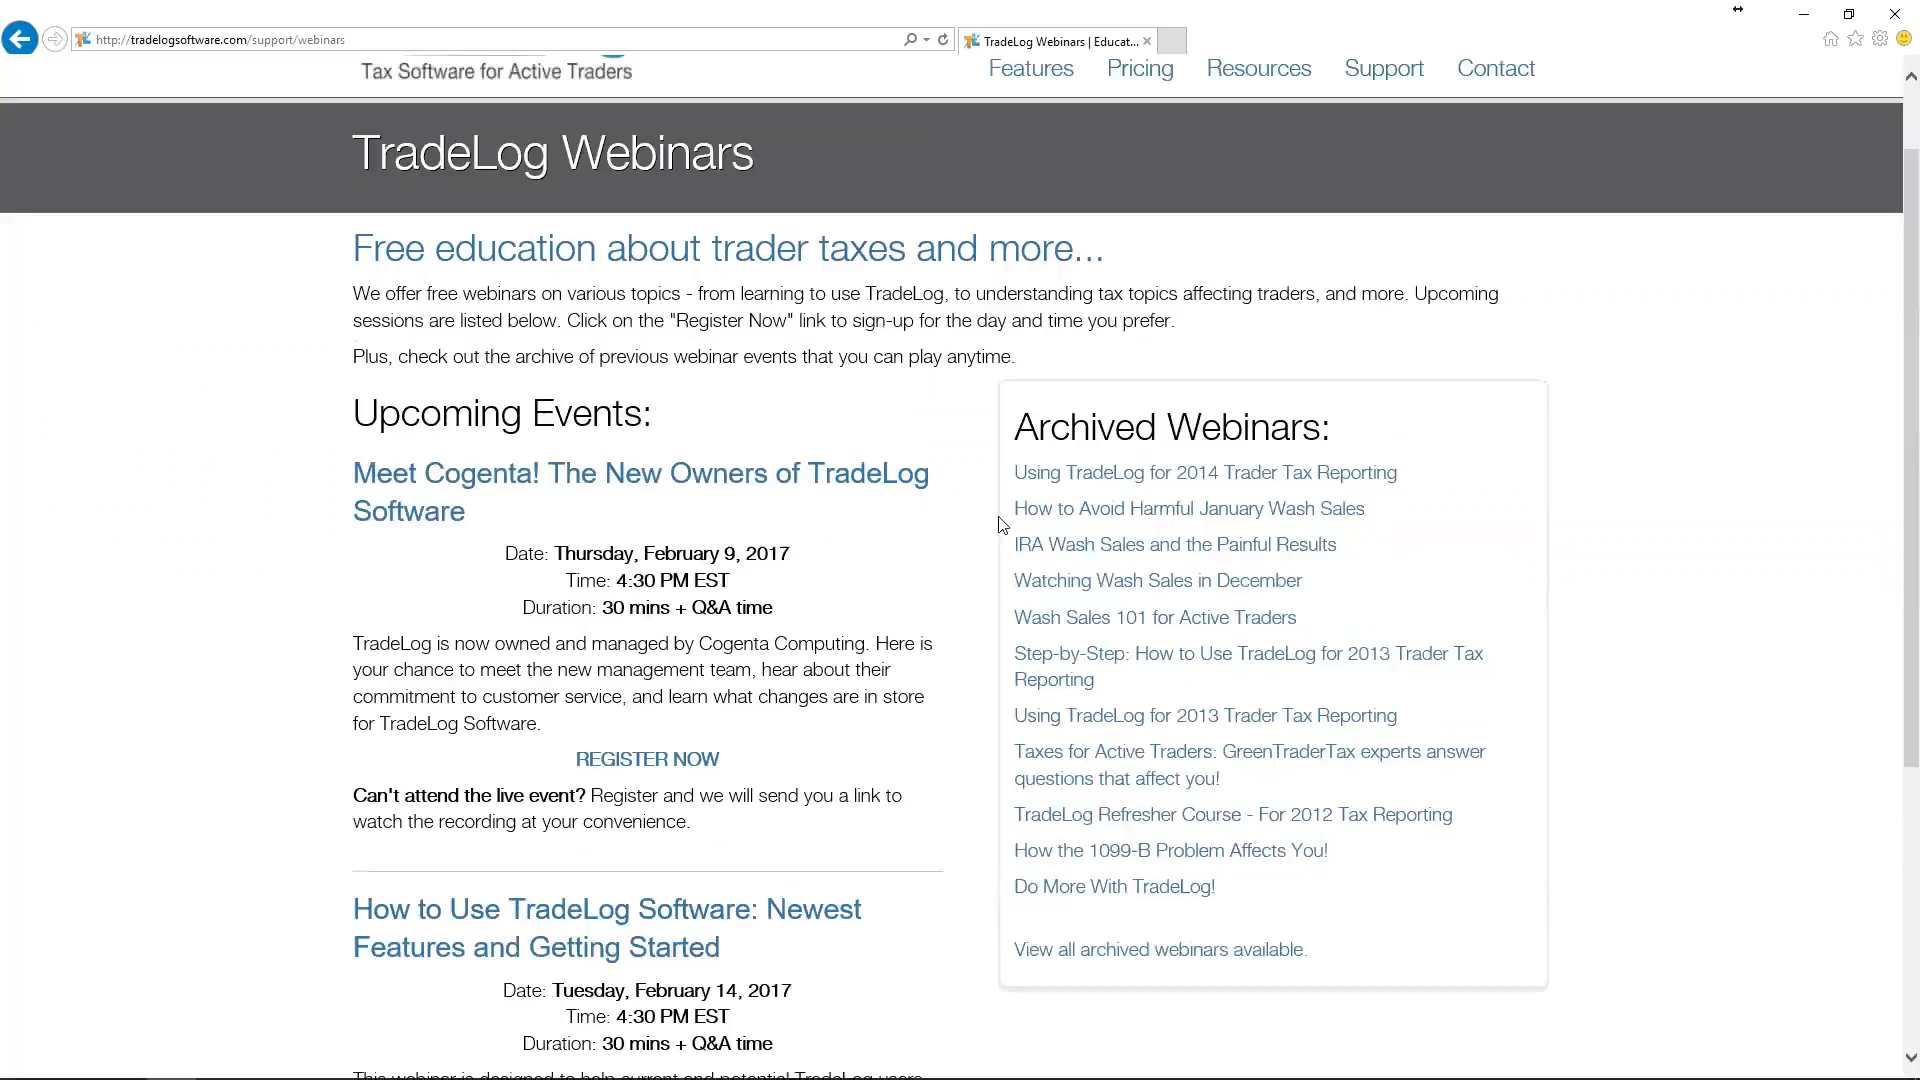 http://tradelogsoftware.com/support/webinars
TradeLog Webinars | Educat...
Tax Software for Active Traders
Features Pricing Resources Support Contact
TradeLog Webinars
Free education about trader taxes and more...
We offer free webinars on various topics - from learning to use TradeLog, to understanding tax topics affecting traders, and more. Upcoming
sessions are listed below. Click on the "Register Now" link to sign-up for the day and time you prefer.
Plus, check out the archive of previous webinar events that you can play anytime.
Upcoming Events:
Meet Cogenta! The New Owners of TradeLog
Software
Date: Thursday, February 9, 2017
Time: 4:30 PM EST
Duration: 30 mins + Q&A time
TradeLog is now owned and managed by Cogenta Computing. Here is
your chance to meet the new management team, hear about their
commitment to customer service, and learn what changes are in store
for TradeLog Software.
REGISTER NOW
Can't attend the live event? Register and we will send you a link to
watch the recording at your convenience.
How to Use TradeLog Software: Newest
Features and Getting Started
Date: Tuesday, February 14, 2017
Time: 4:30 PM EST
Duration: 30 mins + Q&A time
This webinar is designed to help current and potential TradeLog users
Archived Webinars:
Using TradeLog for 2014 Trader Tax Reporting
How to Avoid Harmful January Wash Sales
IRA Wash Sales and the Painful Results
Watching Wash Sales in December
Wash Sales 101 for Active Traders
Step-by-Step: How to Use TradeLog for 2013 Trader Tax
Reporting
Using TradeLog for 2013 Trader Tax Reporting
Taxes for Active Traders: GreenTraderTax experts answer
questions that affect you!
TradeLog Refresher Course - For 2012 Tax Reporting
How the 1099-B Problem Affects You!
Do More With TradeLog!
View all archived webinars available.